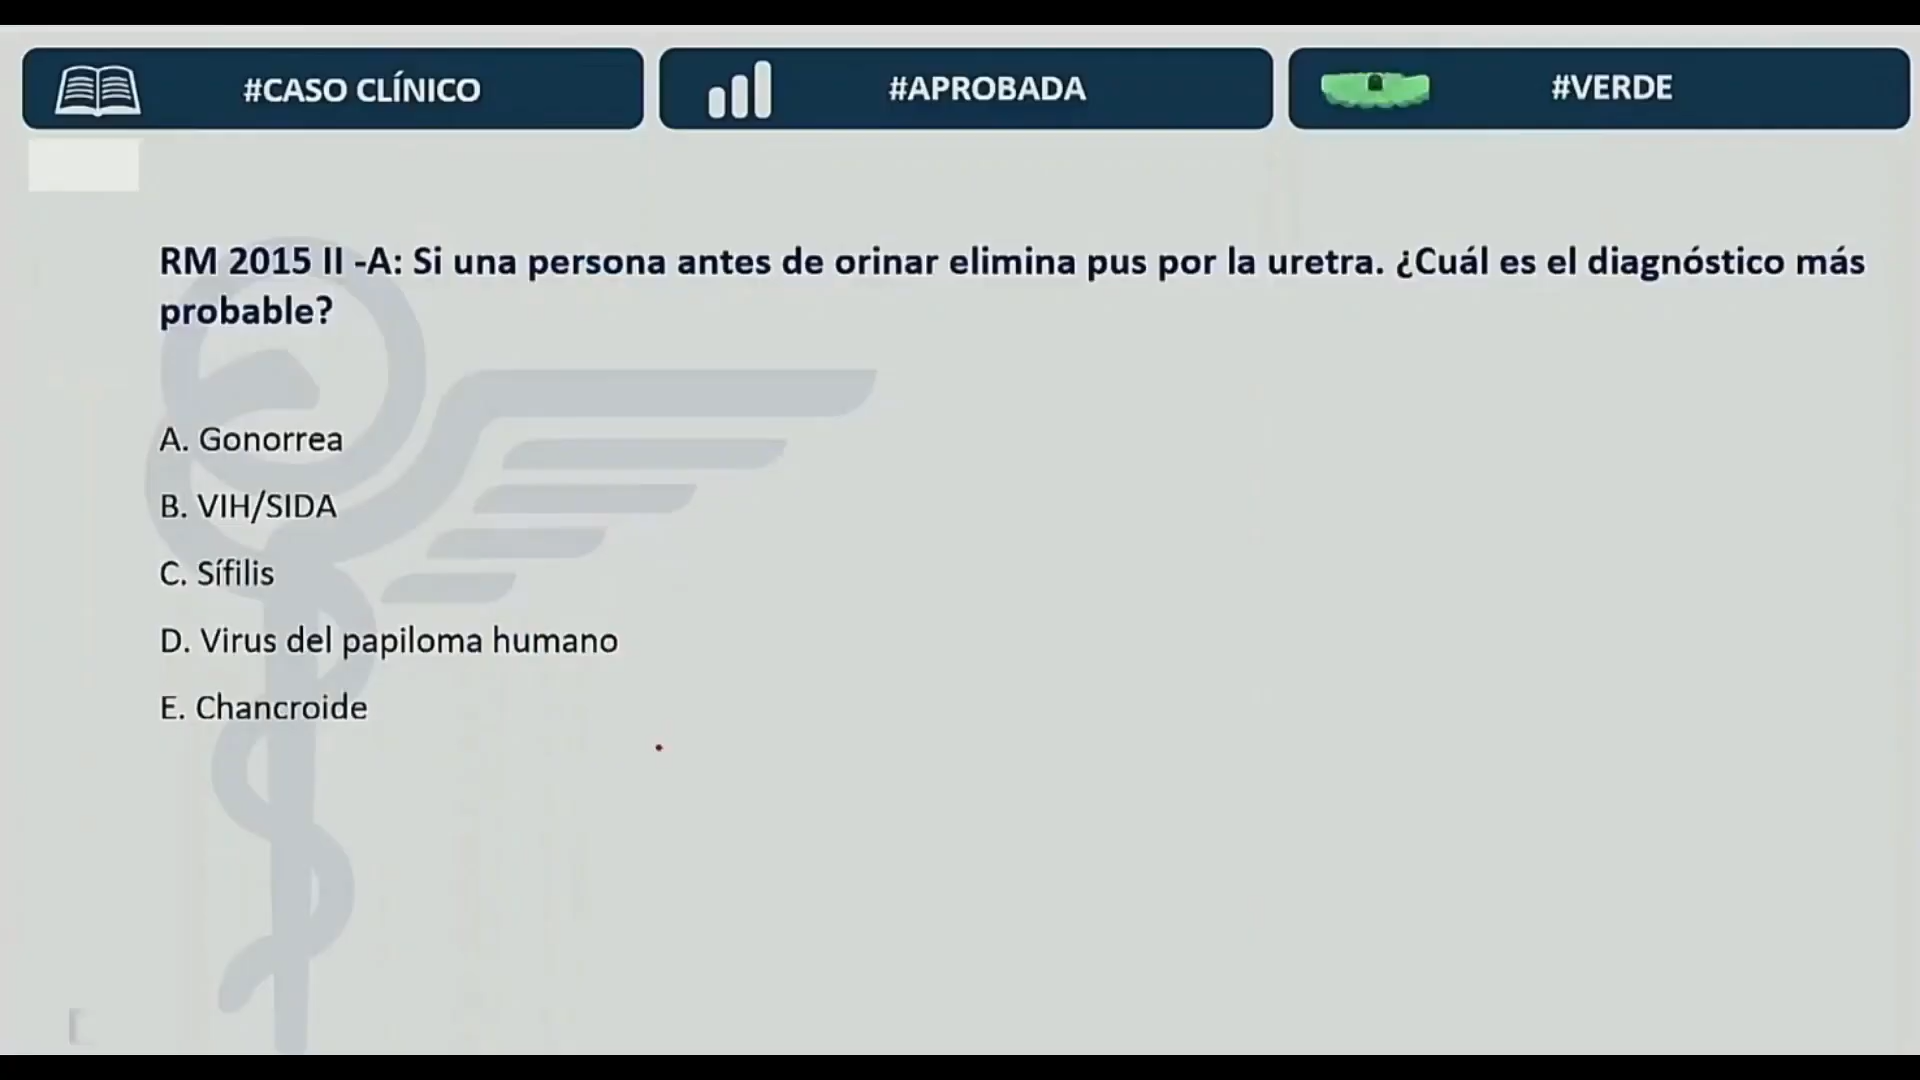 #CASO CLÍNICO
#APROBADA
#VERDE
RM 2015 II -A: Si una persona antes de orinar elimina pus por la uretra. ¿Cuál es el diagnóstico más
probable?
A. Gonorrea
B. VIH/SIDA
C. Sífilis
D. Virus del papiloma humano
E. Chancroide